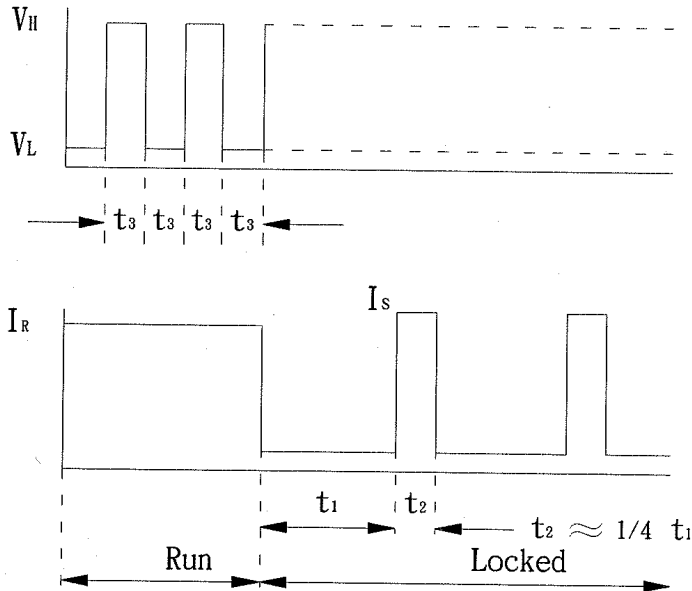 VH
VL
t3 t3 t3 t3
IR
IS
t1 t2
t2 ≈ 1/4 t1
Run Locked